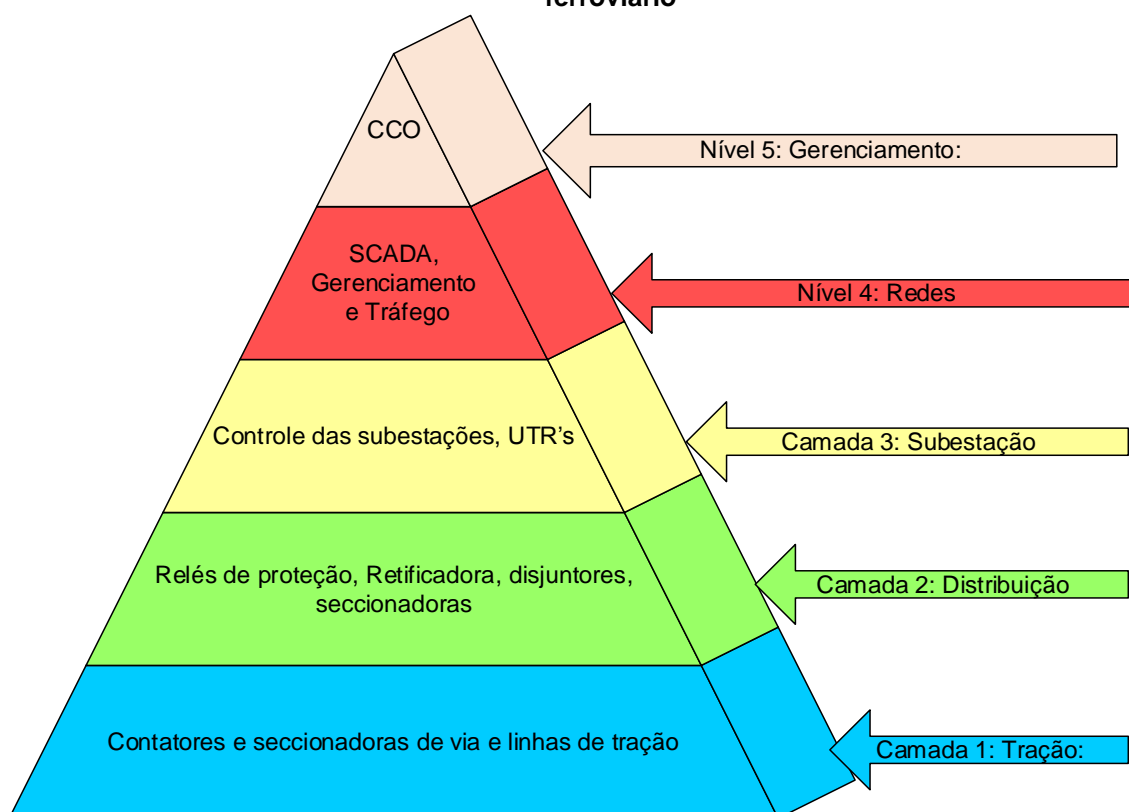 ferroviário
CCO
Nível 5: Gerenciamento:
SCADA,
Gerenciamento
e Tráfego
Nível 4: Redes
Controle das subestações, UTR's
Camada 3: Subestação
Relés de proteção, Retificadora, disjuntores,
seccionadoras
Camada 2: Distribuição
Contatores e seccionadoras de via e linhas de tração
Camada 1: Tração: